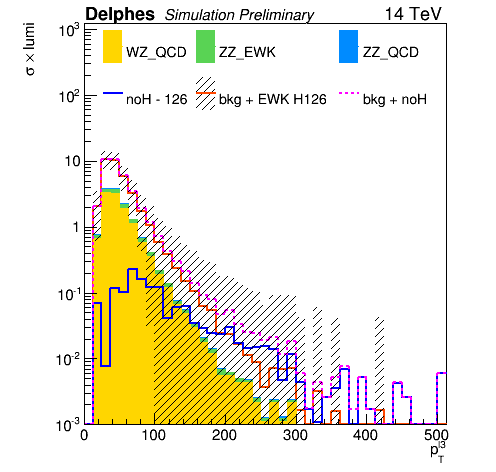 Delphes Simulation Preliminary 14 TeV
σ × lumi
WZ_QCD ZZ_EWK ZZ_QCD
noH - 126 bkg + EWK H126 bkg + noH
10³
10²
10
1
10⁻¹
10⁻²
10⁻³
0 100 200 300 400 500
p_T^l3